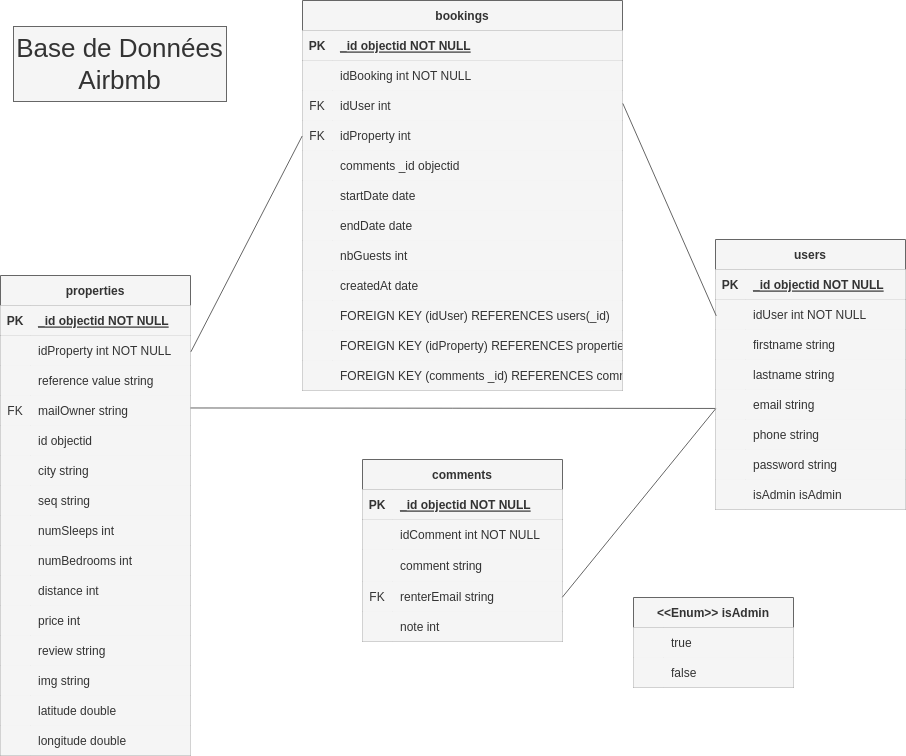 Base de Données
Airbmb
bookings
PK _id objectid NOT NULL
idBooking int NOT NULL
FK idUser int
FK idProperty int
comments _id objectid
startDate date
endDate date
nbGuests int
createdAt date
FOREIGN KEY (idUser) REFERENCES users(_id)
FOREIGN KEY (idProperty) REFERENCES propertie
FOREIGN KEY (comments _id) REFERENCES
properties
PK _id objectid NOT NULL
idProperty int NOT NULL
reference value string
FK mailOwner string
id objectid
city string
seq string
numSleeps int
numBedrooms int
distance int
price int
review string
img string
latitude double
longitude double
comments
PK _id objectid NOT NULL
idComment int NOT NULL
comment string
FK renterEmail string
note int
users
PK _id objectid NOT NULL
idUser int NOT NULL
firstname string
lastname string
email string
phone string
password string
isAdmin isAdmin
<<Enum>> isAdmin
true
false